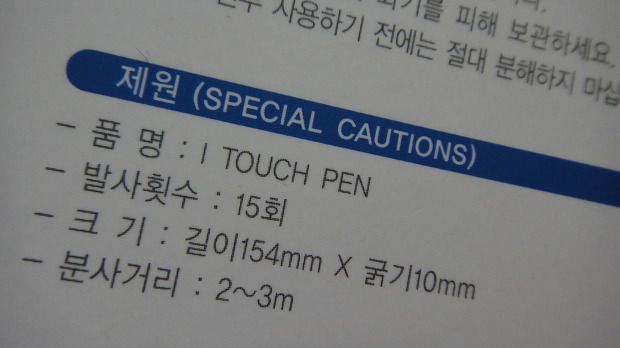 를 피해 보관하세요.
사용하기 전에는 절대 분해하지 마십
제원 (SPECIAL CAUTIONS)
- 품 명 : I TOUCH PEN
- 발사횟수 : 15회
- 크 기 : 길이154mm X 굵기10mm
- 분사거리 : 2~3m